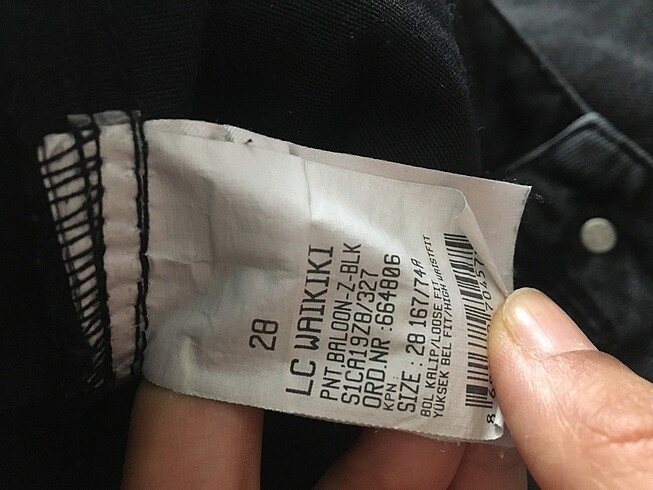 28
LC WAIKIKI
PNT,BALOON-Z-BLK
S1CA19Z8/327
ORD.NR :664806
KPN :
SIZE : 28 167/74A
BOL KALIP/LOOSE FIT
YÜKSEK BEL FIT/HIGH WAISTFIT